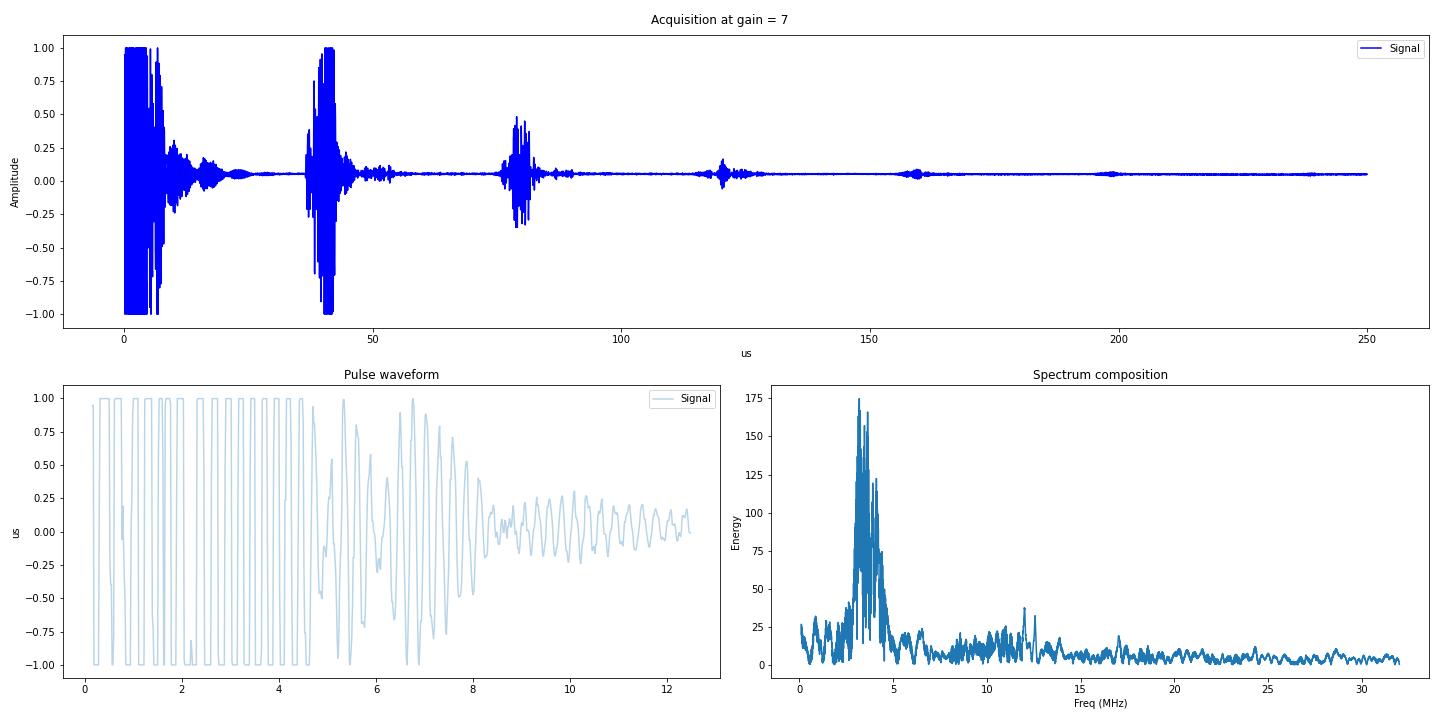 Acquisition at gain = 7
Signal
1.00
0.75
0.50
0.25
0.00
−0.25
−0.50
−0.75
−1.00
Amplitude
0 50 100 150 200 250
us
Pulse waveform
Signal
1.00
0.75
0.50
0.25
0.00
−0.25
−0.50
−0.75
−1.00
us
0 2 4 6 8 10 12
Spectrum composition
175
150
125
100
75
50
25
0
Energy
0 5 10 15 20 25 30
Freq (MHz)